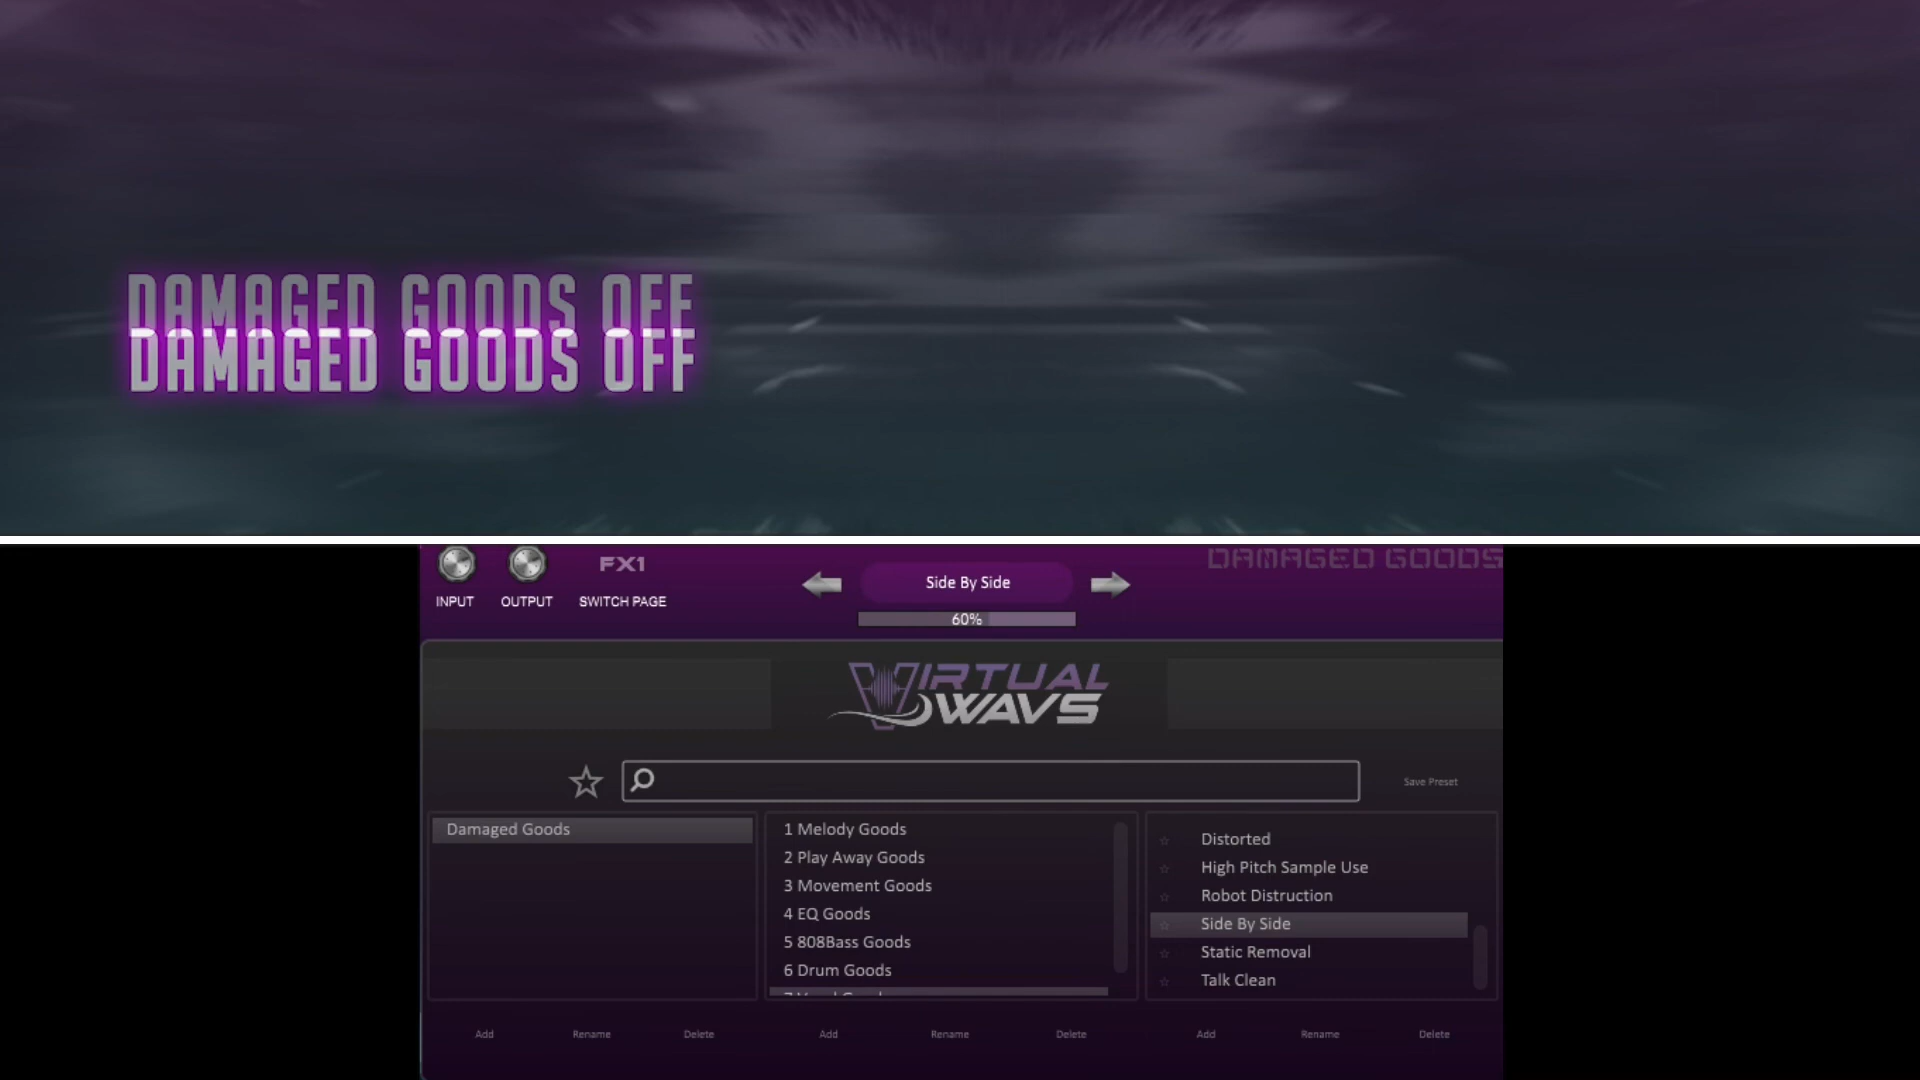 DAMAGED GOODS OFF
DAMAGED GOODS OFF
DAMAGED GOODS
FX1
INPUT OUTPUT SWITCH PAGE
Side By Side
60%
VIRTUAL
WAVS
Save Preset
Damaged Goods
1 Melody Goods
2 Play Away Goods
3 Movement Goods
4 EQ Goods
5 808Bass Goods
6 Drum Goods
Distorted
High Pitch Sample Use
Robot Distruction
Side By Side
Static Removal
Talk Clean
Add Rename Delete Add Rename Delete Add Rename Delete